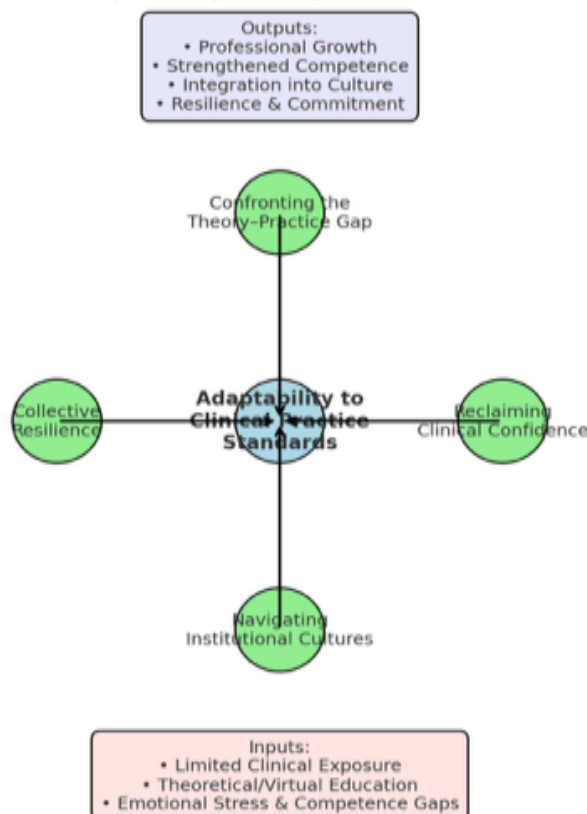 Outputs:
• Professional Growth
• Strengthened Competence
• Integration into Culture
• Resilience & Commitment
Confronting the
Theory–Practice Gap
Collective
Resilience
Adaptability to
Clinical Practice
Standards
Reclaiming
Clinical Confidence
Navigating
Institutional Cultures
Inputs:
• Limited Clinical Exposure
• Theoretical/Virtual Education
• Emotional Stress & Competence Gaps